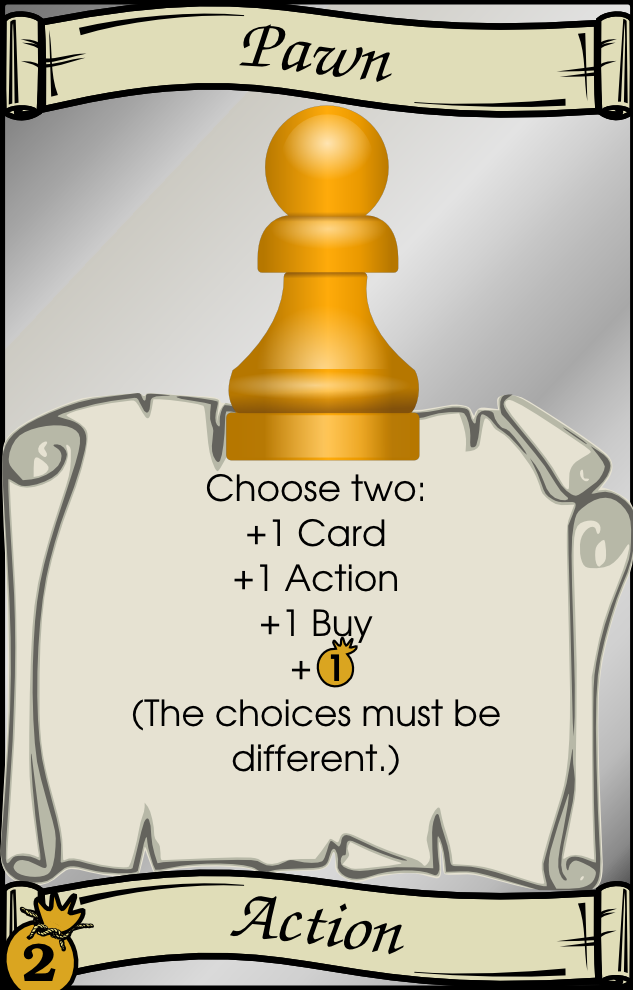 Pawn
Choose two:
+1 Card
+1 Action
+1 Buy
+1
(The choices must be
different.)
Action
2